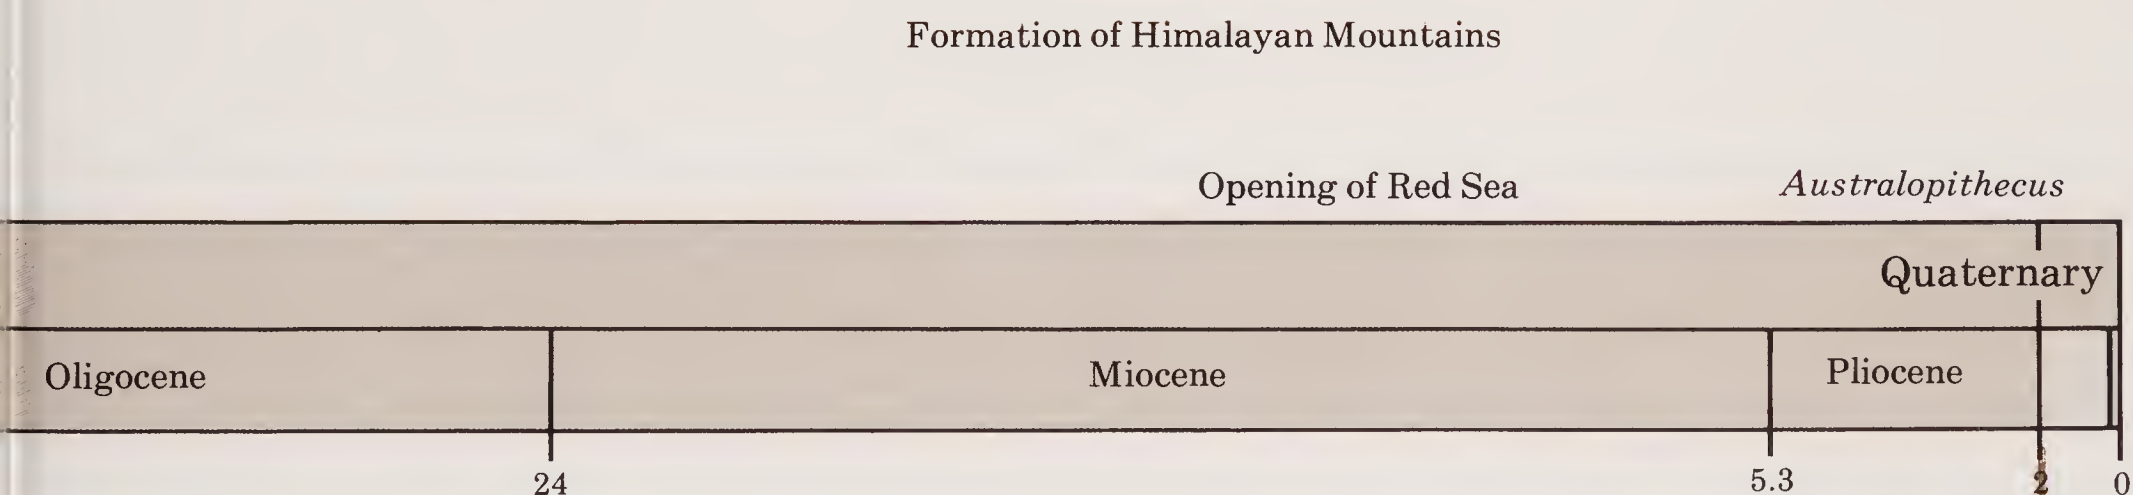 Formation of Himalayan Mountains
Opening of Red Sea Australopithecus
Quaternary
Oligocene Miocene Pliocene
24 5.3 2 0